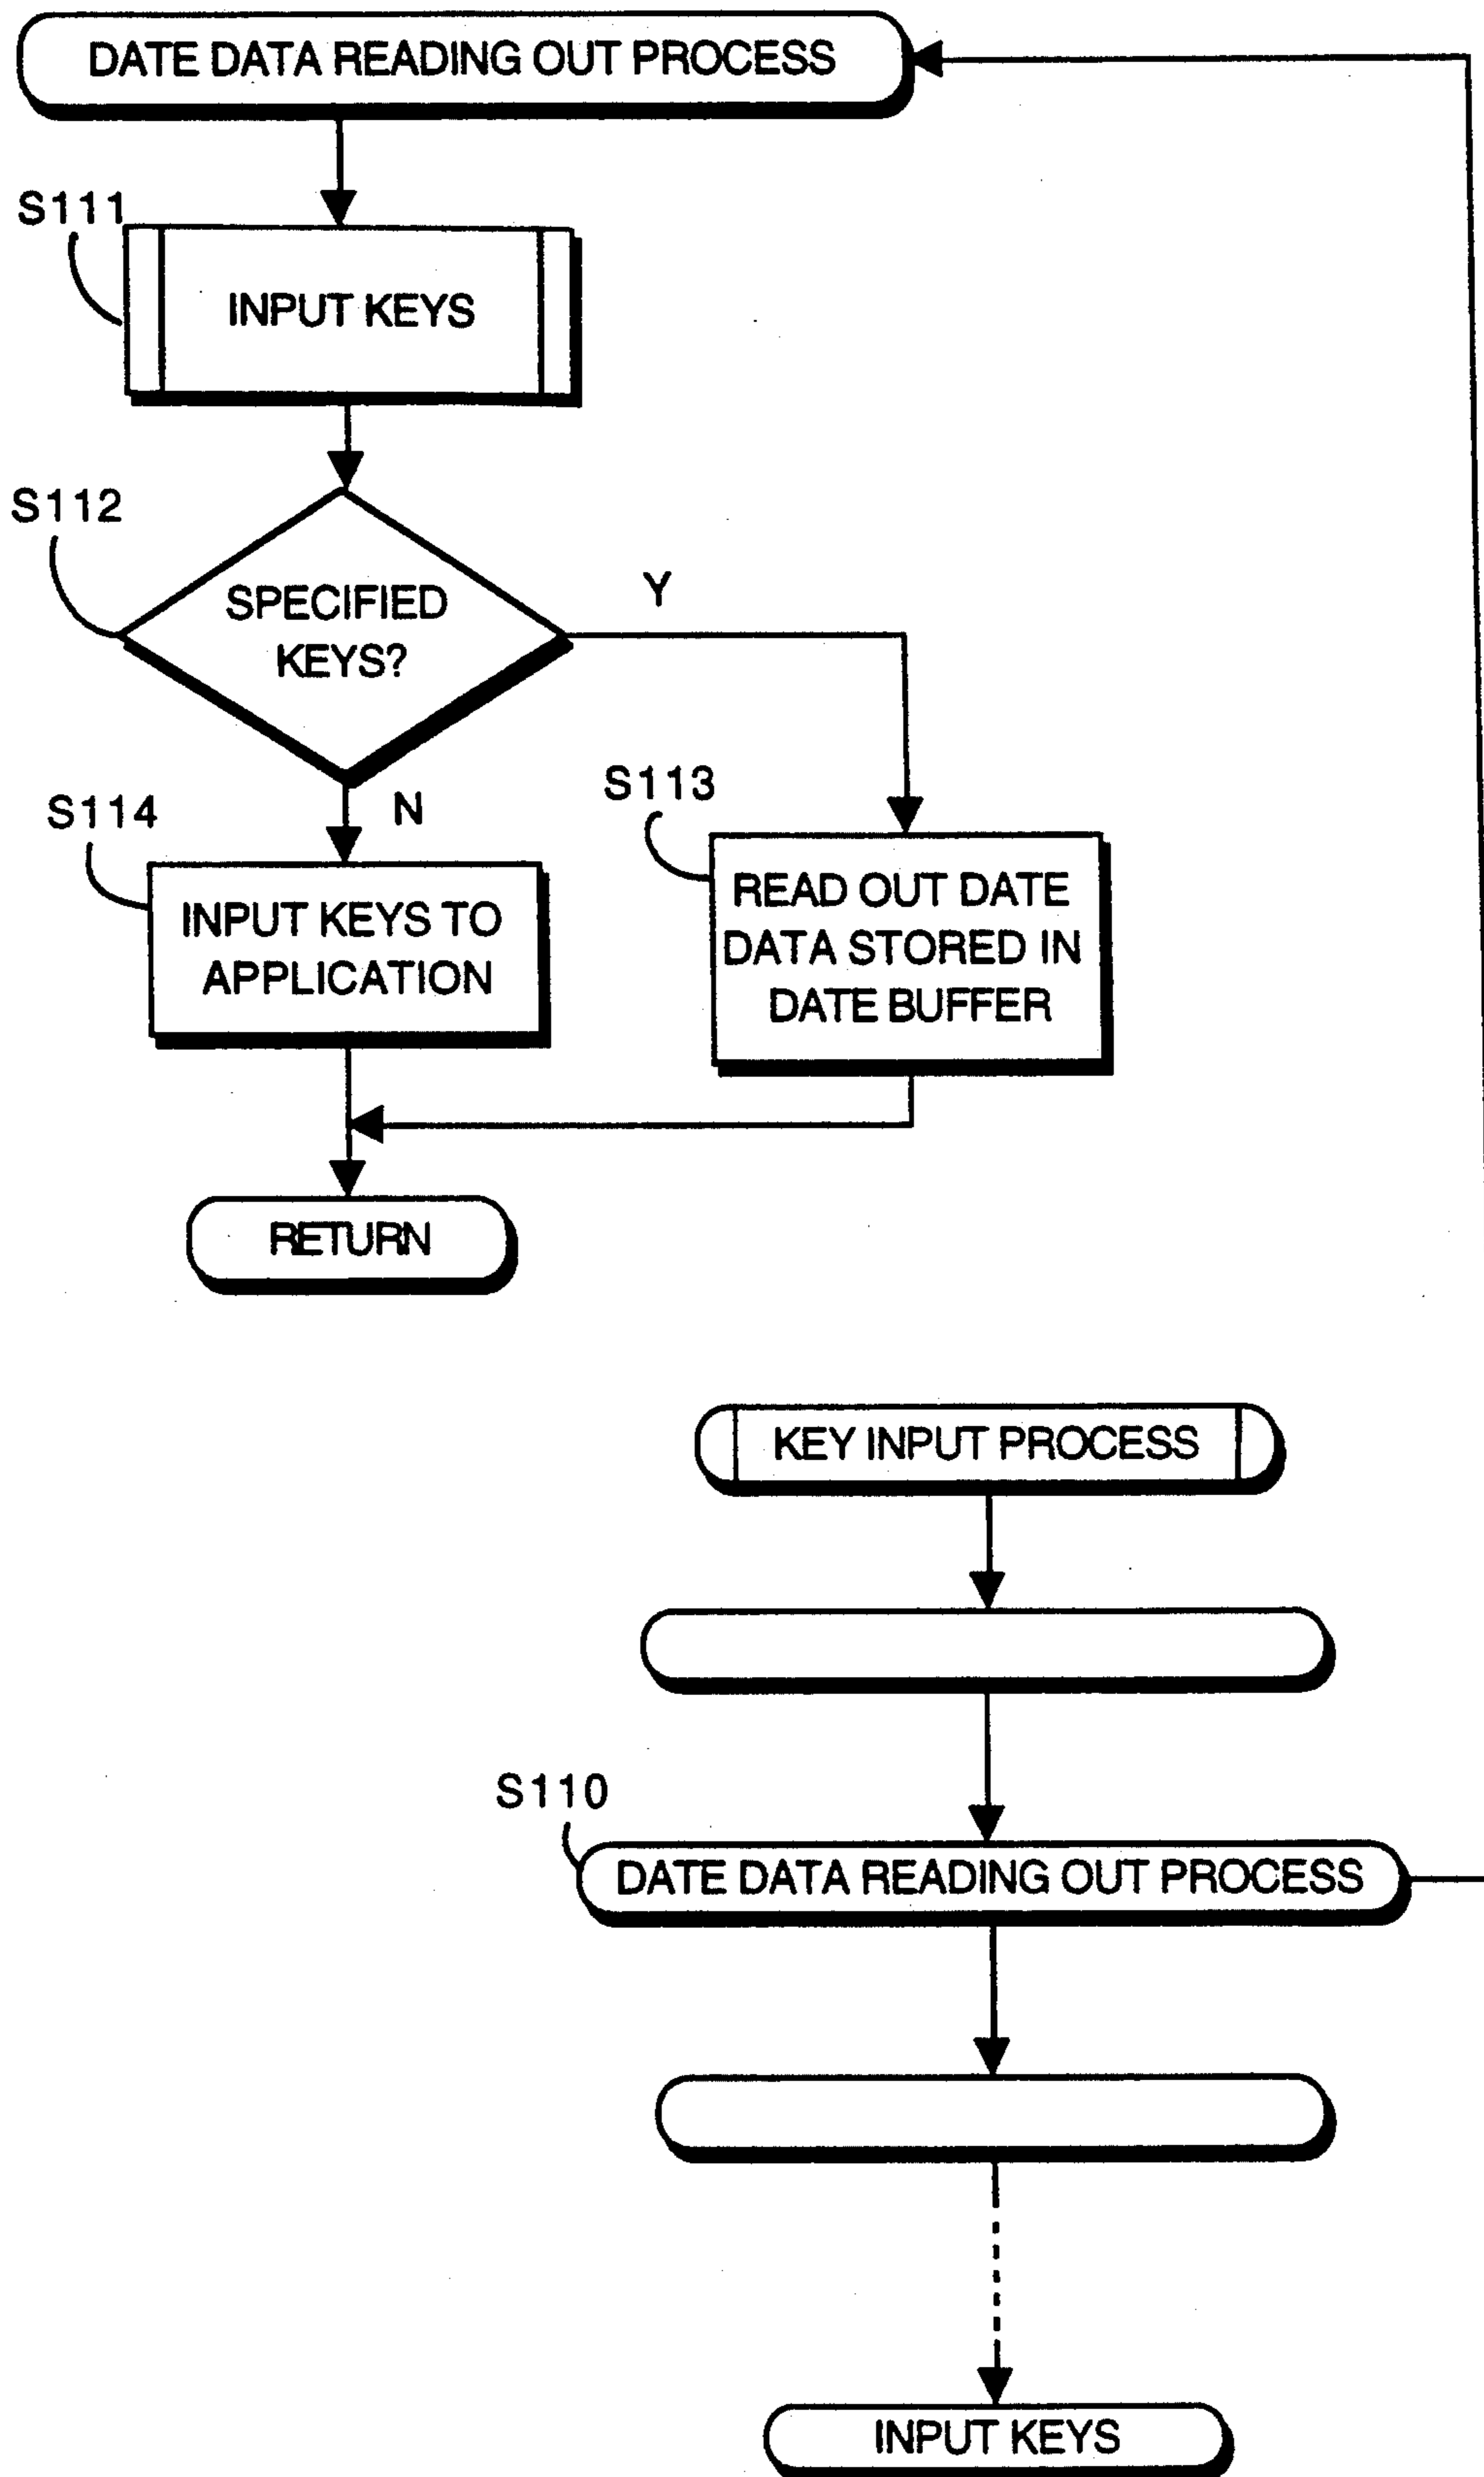 DATE DATA READING OUT PROCESS
S111
INPUT KEYS
S112
SPECIFIED
KEYS?
Y
N
S114
INPUT KEYS TO
APPLICATION
S113
READ OUT DATE
DATA STORED IN
DATE BUFFER
RETURN
KEY INPUT PROCESS
S110
DATE DATA READING OUT PROCESS
INPUT KEYS